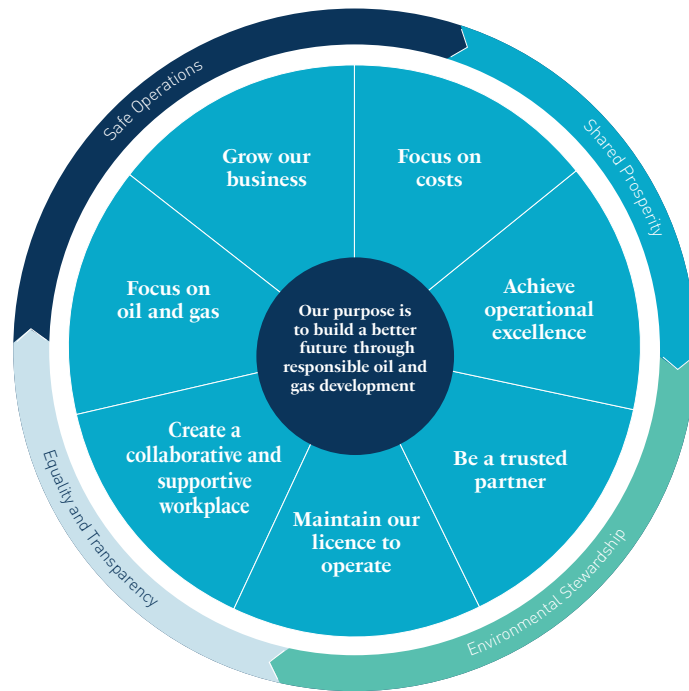 Safe Operations
Shared Prosperity
Grow our
business
Focus on
costs
Focus on
oil and gas
Achieve
operational
excellence
Our purpose is
to build a better
future through
responsible oil and
gas development
Create a
collaborative and
supportive
workplace
Be a trusted
partner
Maintain our
licence to
operate
Equality and Transparency
Environmental Stewardship